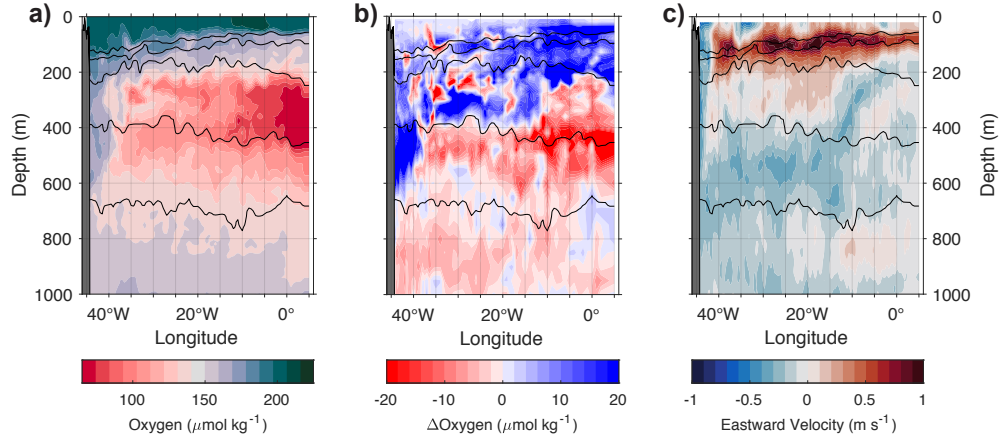 a)
b)
c)
0
200
400
600
800
1000
Depth (m)
40°W
20°W
0°
Longitude
40°W
20°W
0°
Longitude
40°W
20°W
0°
Longitude
0
200
400
600
800
1000
Depth (m)
100
150
200
Oxygen (μmol kg⁻¹)
-20
-10
0
10
20
ΔOxygen (μmol kg⁻¹)
-1
-0.5
0
0.5
1
Eastward Velocity (m s⁻¹)